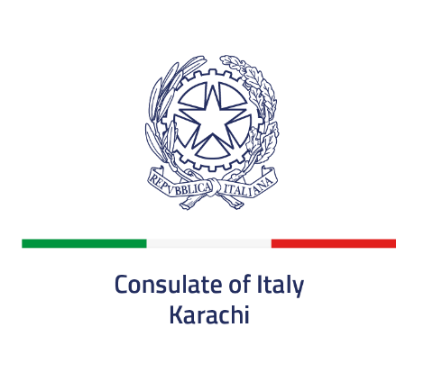 REPVBBLICA ITALIANA
Consulate of Italy
Karachi